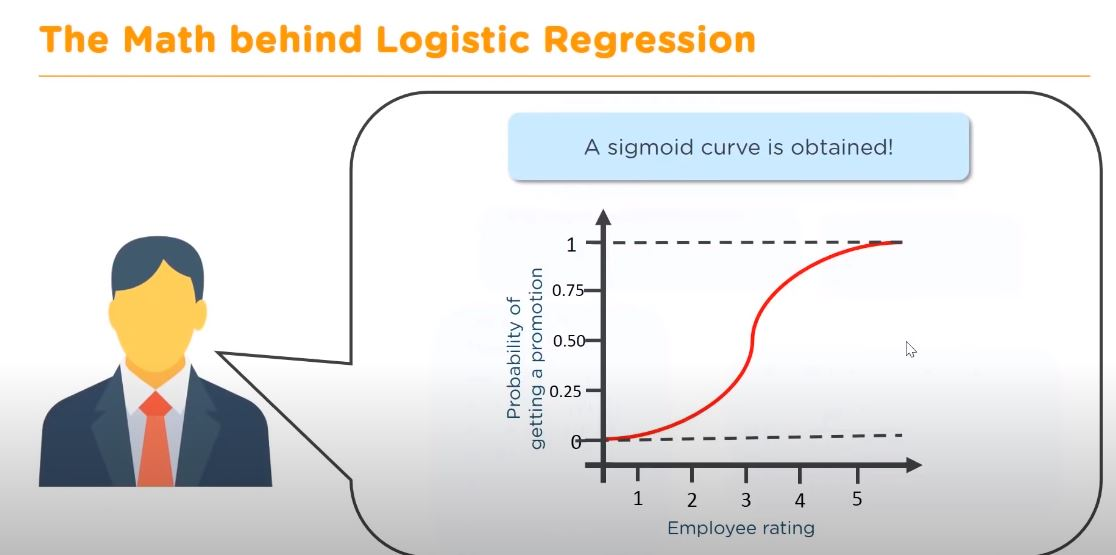 The Math behind Logistic Regression
A sigmoid curve is obtained!
Probability of
getting a promotion
1
0.75
0.50
0.25
0
1 2 3 4 5
Employee rating